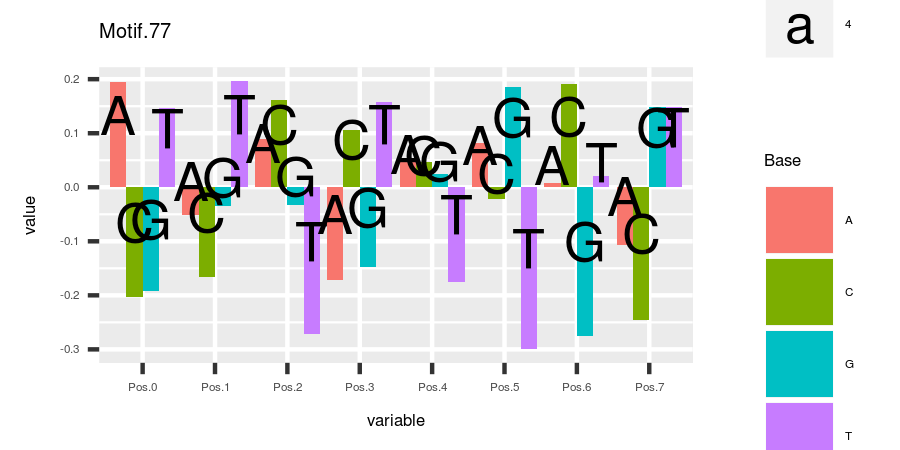 Motif.77
a 4
0.2
0.1
0.0
-0.1
-0.2
-0.3
value
A C G T A C G T A C G T A C G T A C G T A C G T A C G T A C G T
Pos.0 Pos.1 Pos.2 Pos.3 Pos.4 Pos.5 Pos.6 Pos.7
variable
Base
A
C
G
T